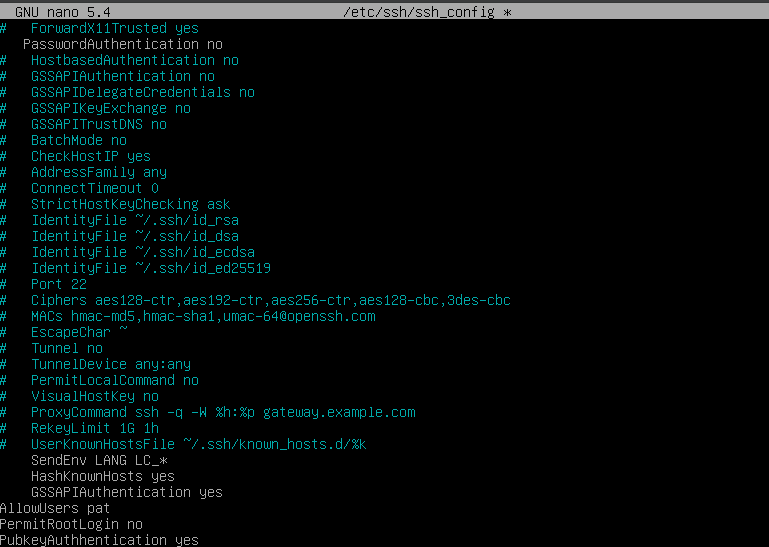 GNU nano 5.4 /etc/ssh/ssh_config *
# ForwardX11Trusted yes
PasswordAuthentication no
# HostbasedAuthentication no
# GSSAPIAuthentication no
# GSSAPIDelegateCredentials no
# GSSAPIKeyExchange no
# GSSAPITrustDNS no
# BatchMode no
# CheckHostIP yes
# AddressFamily any
# ConnectTimeout 0
# StrictHostKeyChecking ask
# IdentityFile ~/.ssh/id_rsa
# IdentityFile ~/.ssh/id_dsa
# IdentityFile ~/.ssh/id_ecdsa
# IdentityFile ~/.ssh/id_ed25519
# Port 22
# Ciphers aes128-ctr,aes192-ctr,aes256-ctr,aes128-cbc,3des-cbc
# MACs hmac-md5,hmac-sha1,umac-64@openssh.com
# EscapeChar ~
# Tunnel no
# TunnelDevice any:any
# PermitLocalCommand no
# VisualHostKey no
# ProxyCommand ssh -q -W %h:%p gateway.example.com
# RekeyLimit 1G 1h
# UserKnownHostsFile ~/.ssh/known_hosts.d/%k
SendEnv LANG LC_*
HashKnownHosts yes
GSSAPIAuthentication yes
AllowUsers pat
PermitRootLogin no
PubkeyAuthhentication yes